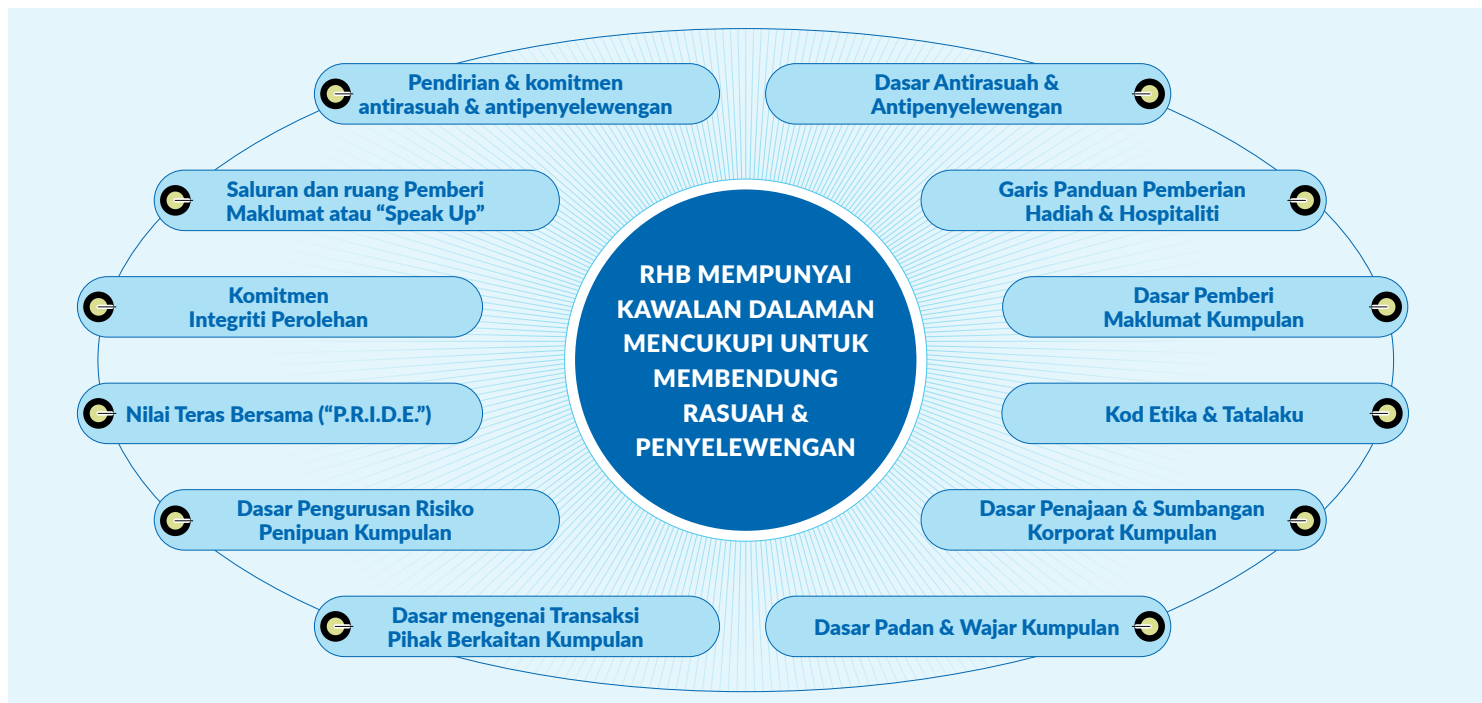 Pendirian & komitmen
antirasuah & antipenyelewengan
Dasar Antirasuah &
Antipenyelewengan
Saluran dan ruang Pemberi
Maklumat atau “Speak Up”
Garis Panduan Pemberian
Hadiah & Hospitaliti
Komitmen
Integriti Perolehan
Dasar Pemberi
Maklumat Kumpulan
RHB MEMPUNYAI
KAWALAN DALAMAN
MENCUKUPI UNTUK
MEMBENDUNG
RASUAH &
PENYELEWENGAN
Nilai Teras Bersama (“P.R.I.D.E.”)
Kod Etika & Tatalaku
Dasar Pengurusan Risiko
Penipuan Kumpulan
Dasar Penajaan & Sumbangan
Korporat Kumpulan
Dasar mengenai Transaksi
Pihak Berkaitan Kumpulan
Dasar Padan & Wajar Kumpulan